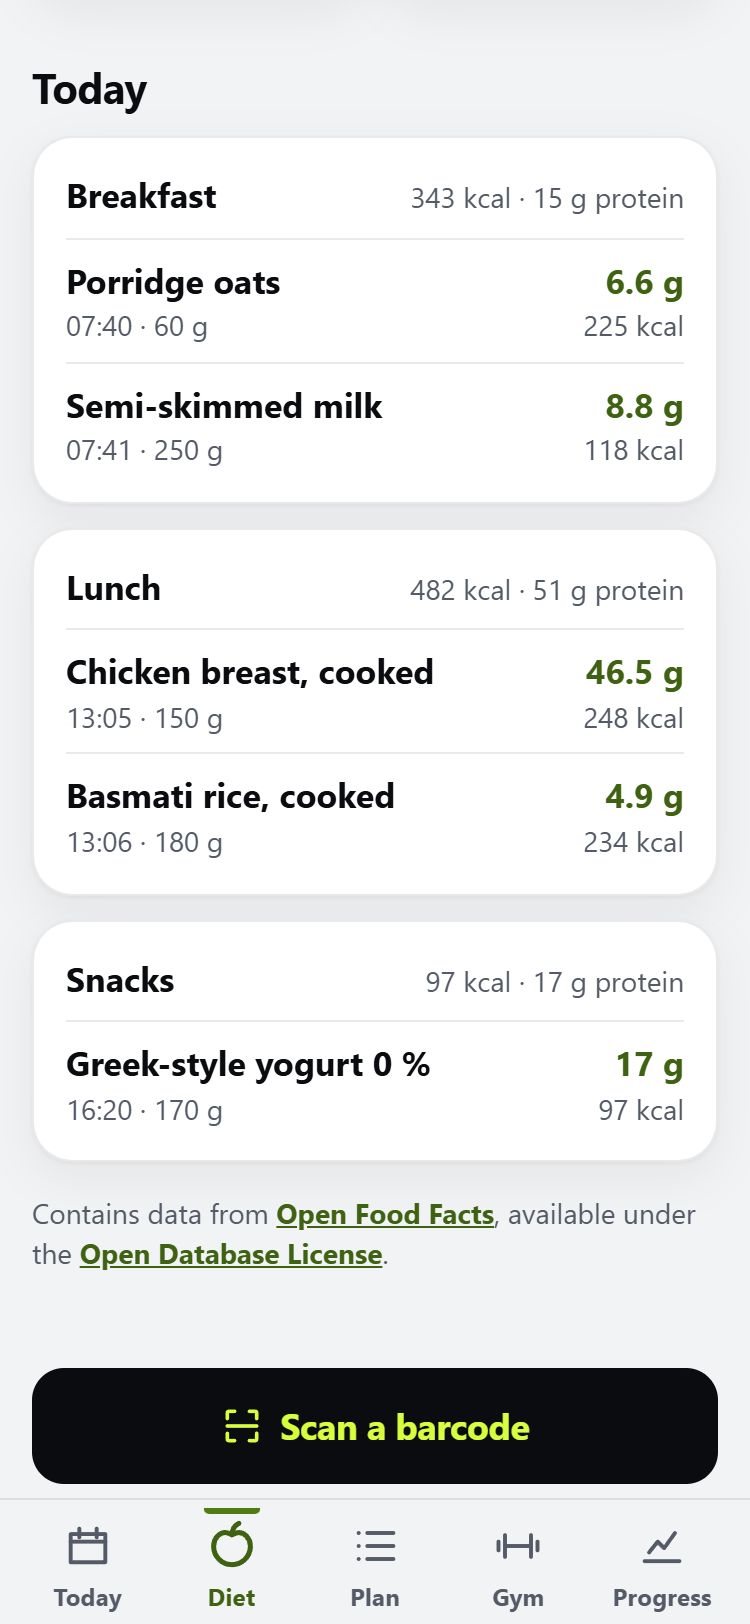 Today
Breakfast
343 kcal · 15 g protein
Porridge oats
6.6 g
07:40 · 60 g
225 kcal
Semi-skimmed milk
8.8 g
07:41 · 250 g
118 kcal
Lunch
482 kcal · 51 g protein
Chicken breast, cooked
46.5 g
13:05 · 150 g
248 kcal
Basmati rice, cooked
4.9 g
13:06 · 180 g
234 kcal
Snacks
97 kcal · 17 g protein
Greek-style yogurt 0 %
17 g
16:20 · 170 g
97 kcal
Contains data from Open Food Facts, available under
the Open Database License.
Scan a barcode
Today
Diet
Plan
Gym
Progress